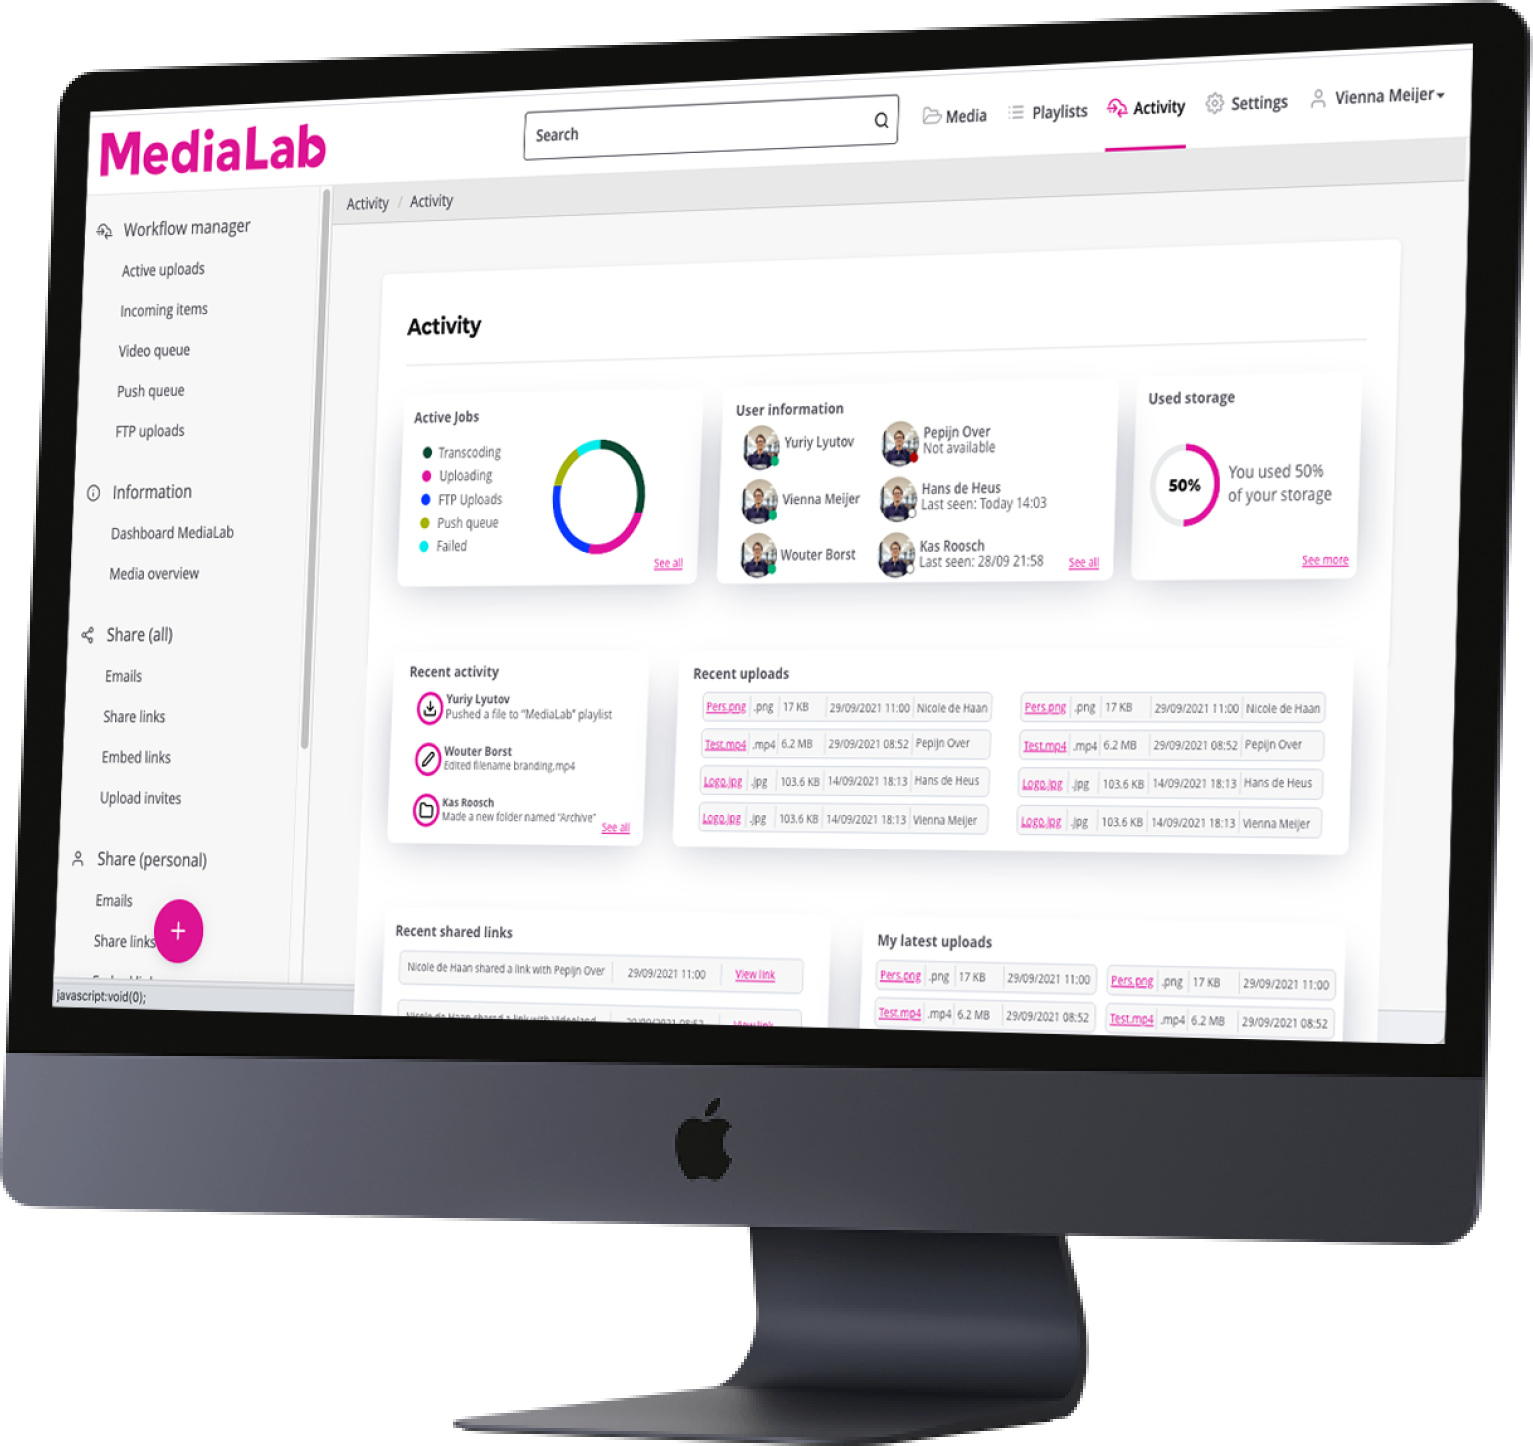 MediaLab
Search
Media
Playlists
Activity
Settings
Vienna Meijer
Activity / Activity
Workflow manager
Active uploads
Incoming items
Video queue
Push queue
FTP uploads
Information
Dashboard MediaLab
Media overview
Share (all)
Emails
Share links
Embed links
Upload invites
Share (personal)
Emails
Share links
javascript:void(0);
Activity
Active Jobs
Transcoding
Uploading
FTP Uploads
Push queue
Failed
See all
User information
Yuriy Lyutov
Vienna Meijer
Wouter Borst
Pepijn Over
Not available
Hans de Heus
Last seen: Today 14:03
Kas Roosch
Last seen: 28/09 21:58
See all
Used storage
50%
You used 50%
of your storage
See more
Recent activity
Yuriy Lyutov
Pushed a file to “MediaLab” playlist
Wouter Borst
Edited filename branding.mp4
Kas Roosch
Made a new folder named “Archive”
See all
Recent uploads
Pers.png .png 17 KB 29/09/2021 11:00 Nicole de Haan
Test.mp4 .mp4 6.2 MB 29/09/2021 08:52 Pepijn Over
Logo.jpg .jpg 103.6 KB 14/09/2021 18:13 Hans de Heus
Logo.jpg .jpg 103.6 KB 14/09/2021 18:13 Vienna Meijer
Pers.png .png 17 KB 29/09/2021 11:00 Nicole de Haan
Test.mp4 .mp4 6.2 MB 29/09/2021 08:52 Pepijn Over
Logo.jpg .jpg 103.6 KB 14/09/2021 18:13 Hans de Heus
Logo.jpg .jpg 103.6 KB 14/09/2021 18:13 Vienna Meijer
Recent shared links
Nicole de Haan shared a link with Pepijn Over 29/09/2021 11:00 View link
Nicole de Haan shared a link with Videoland 29/09/2021 08:52 View link
My latest uploads
Pers.png .png 17 KB 29/09/2021 11:00
Test.mp4 .mp4 6.2 MB 29/09/2021 08:52
Pers.png .png 17 KB 29/09/2021 11:00
Test.mp4 .mp4 6.2 MB 29/09/2021 08:52